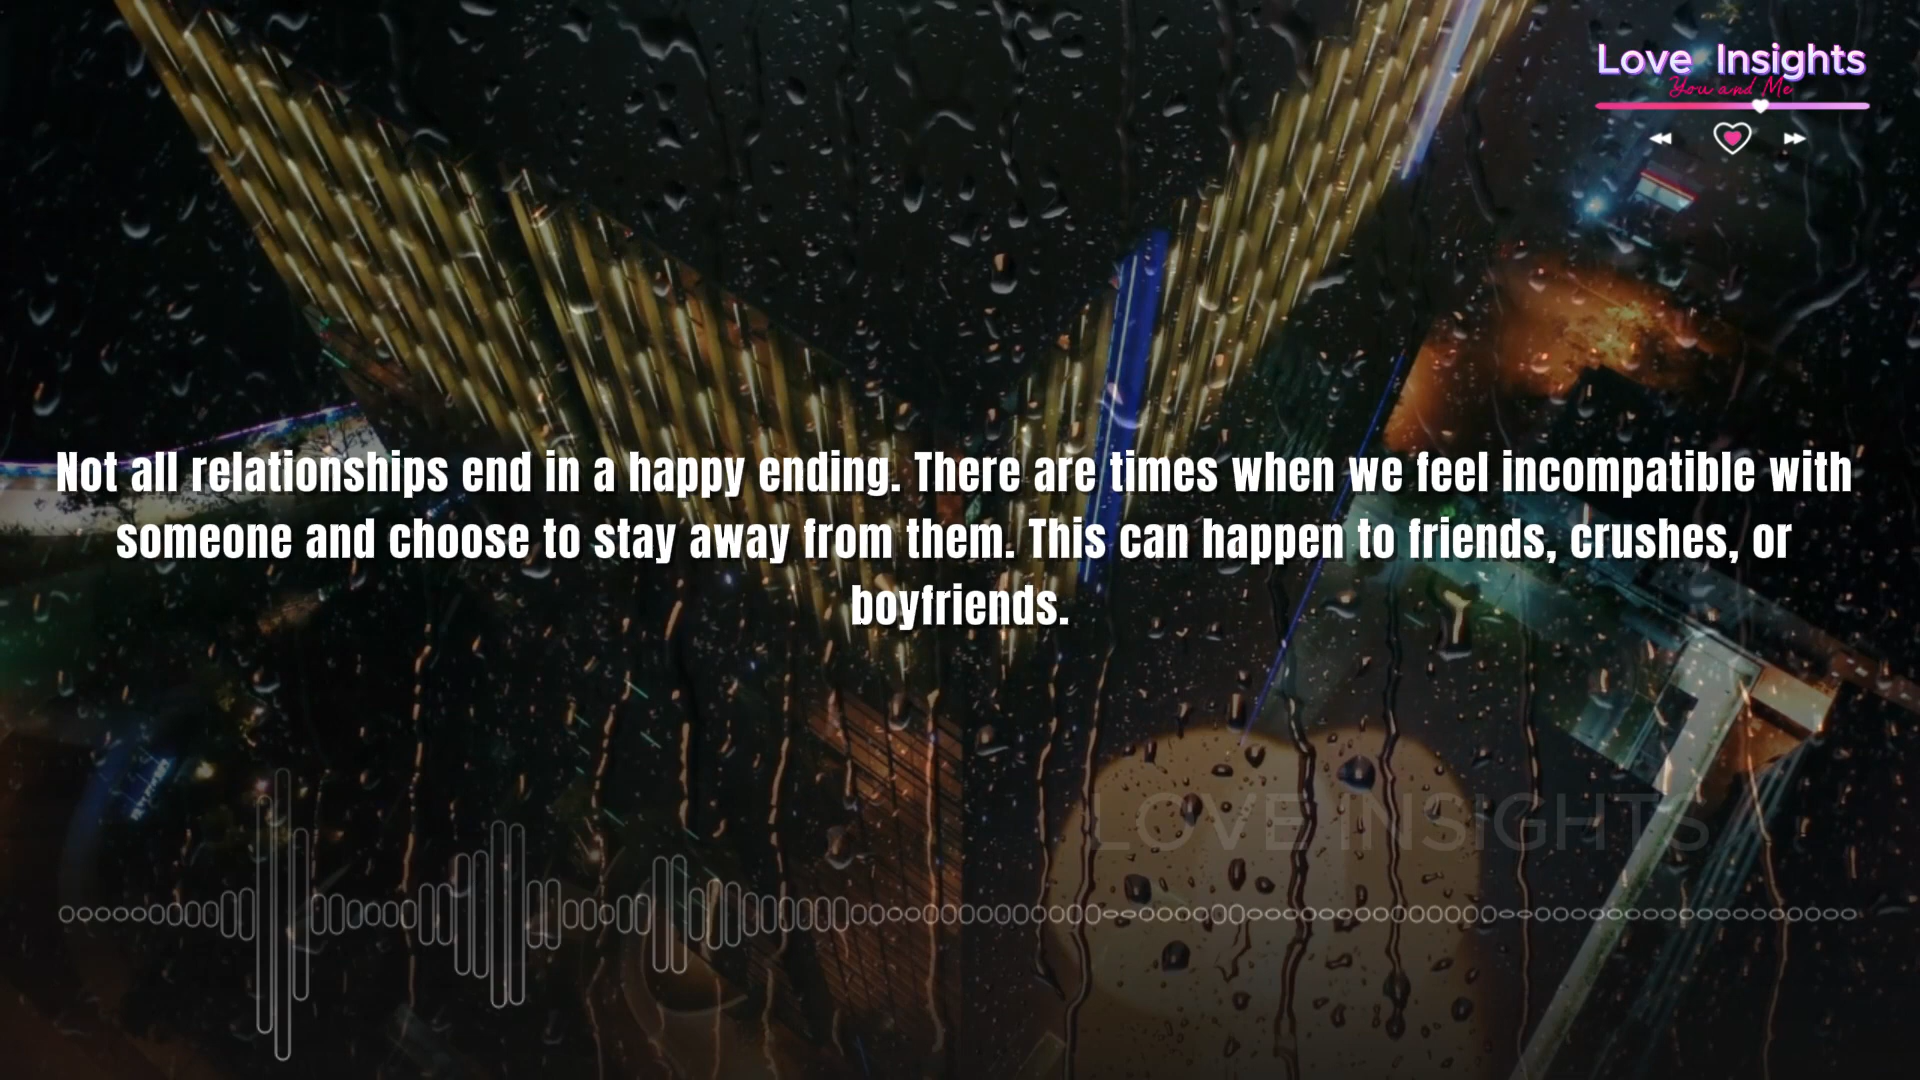 Love Insights
You and Me
Not all relationships end in a happy ending. There are times when we feel incompatible with
someone and choose to stay away from them. This can happen to friends, crushes, or
boyfriends.
LOVE INSIGHTS